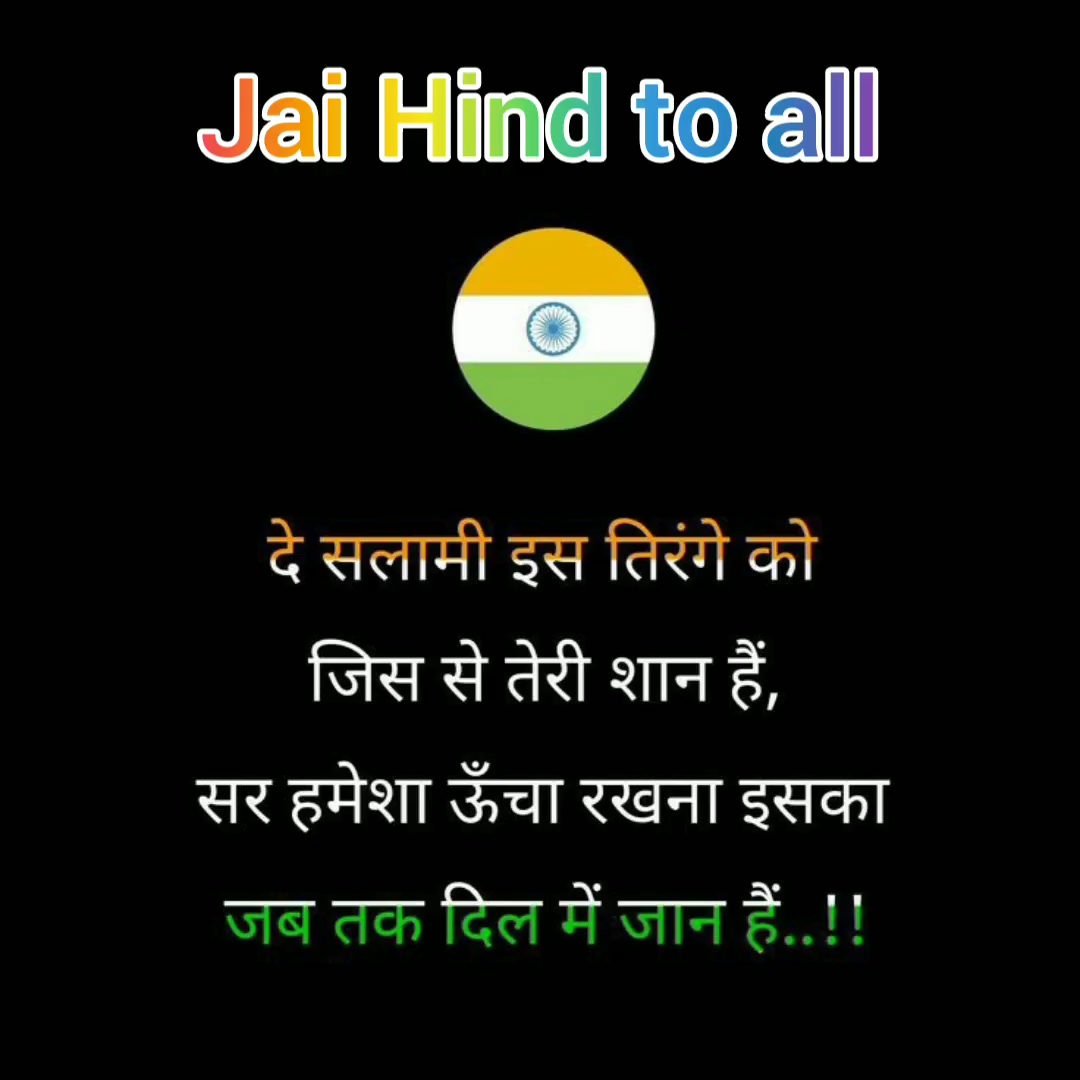 Jai Hind to all
दे सलामी इस तिरंगे को
जिस से तेरी शान हैं,
सर हमेशा ऊँचा रखना इसका
जब तक दिल में जान हैं..!!